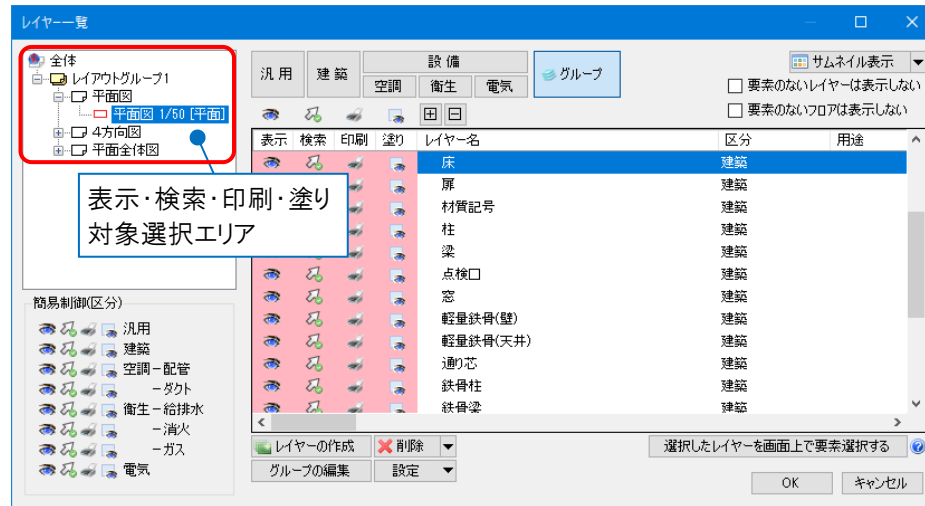 レイヤー一覧
全体
レイアウトグループ1
平面図
平面図 1/50 [平面]
4方向図
平面全体図
表示・検索・印刷・塗り
対象選択エリア
簡易制御(区分)
汎用
建築
空調－配管
－ダクト
衛生－給排水
－消火
－ガス
電気
汎用 建築 設備 グループ
空調 衛生 電気
サムネイル表示
要素のないレイヤーは表示しない
要素のないフロアは表示しない
表示 検索 印刷 塗り レイヤー名 区分 用途
床 建築
扉 建築
材質記号 建築
柱 建築
梁 建築
点検口 建築
窓 建築
軽量鉄骨(壁) 建築
軽量鉄骨(天井) 建築
通り芯 建築
鉄骨柱 建築
鉄骨梁 建築
レイヤーの作成 削除 選択したレイヤーを画面上で要素選択する
グループの編集 設定
OK キャンセル